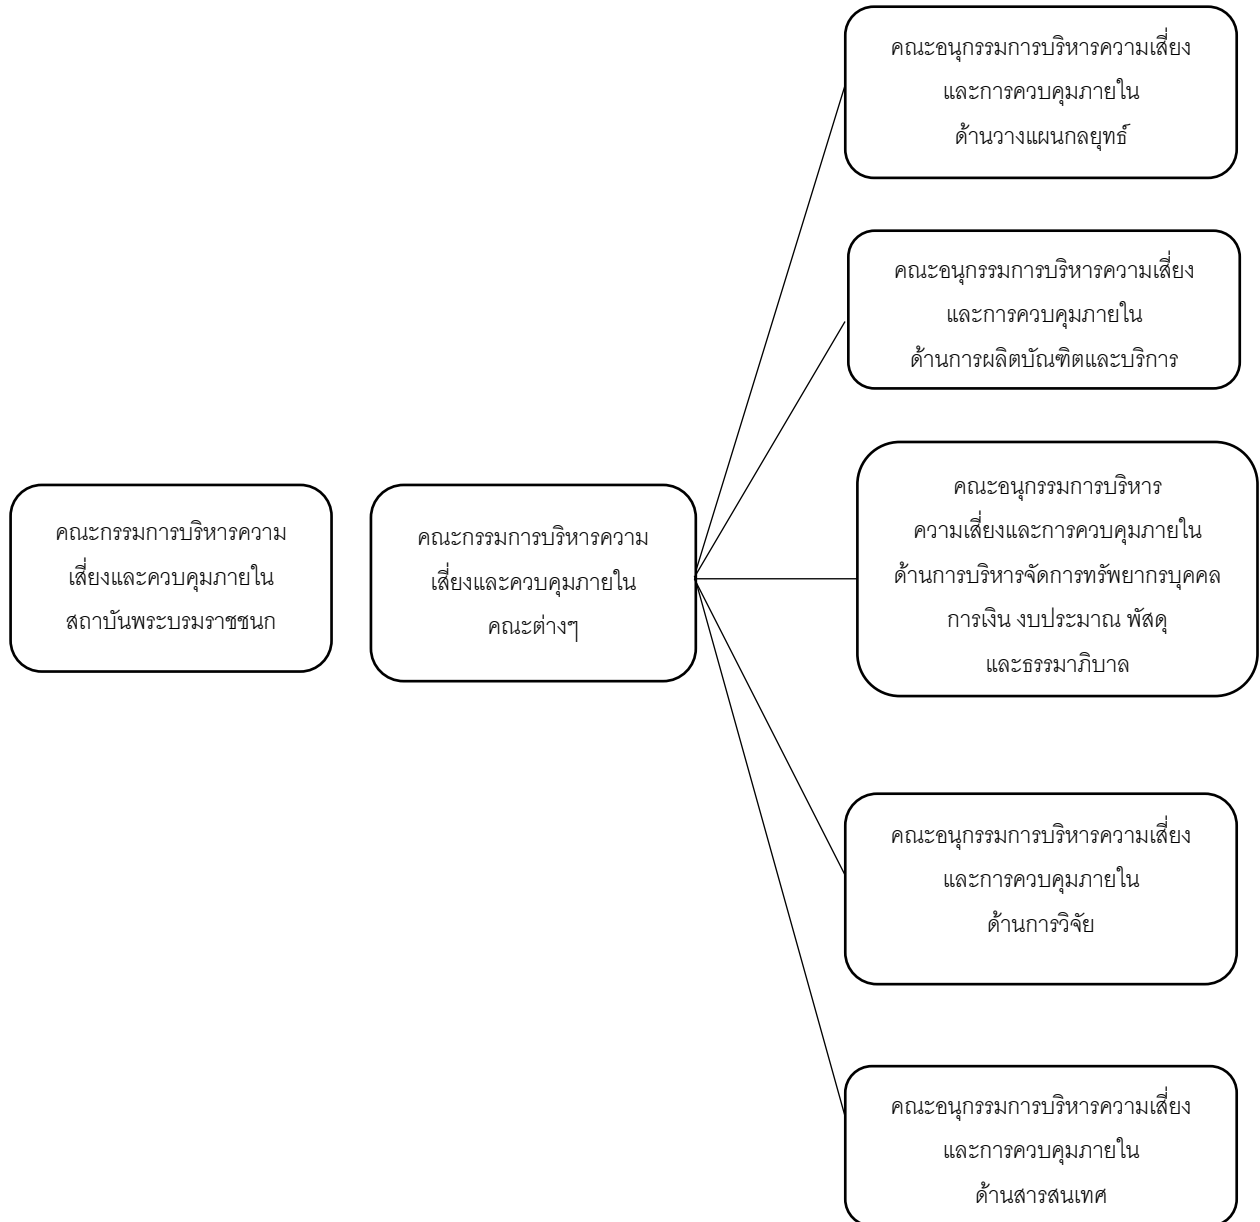 คณะกรรมการบริหารความ
เสี่ยงและควบคุมภายใน
สถาบันพระบรมราชชนก
คณะกรรมการบริหารความ
เสี่ยงและควบคุมภายใน
คณะต่างๆ
คณะอนุกรรมการบริหารความเสี่ยง
และการควบคุมภายใน
ด้านวางแผนกลยุทธ์
คณะอนุกรรมการบริหารความเสี่ยง
และการควบคุมภายใน
ด้านการผลิตบัณฑิตและบริการ
คณะอนุกรรมการบริหาร
ความเสี่ยงและการควบคุมภายใน
ด้านการบริหารจัดการทรัพยากรบุคคล
การเงิน งบประมาณ พัสดุ
และธรรมาภิบาล
คณะอนุกรรมการบริหารความเสี่ยง
และการควบคุมภายใน
ด้านการวิจัย
คณะอนุกรรมการบริหารความเสี่ยง
และการควบคุมภายใน
ด้านสารสนเทศ